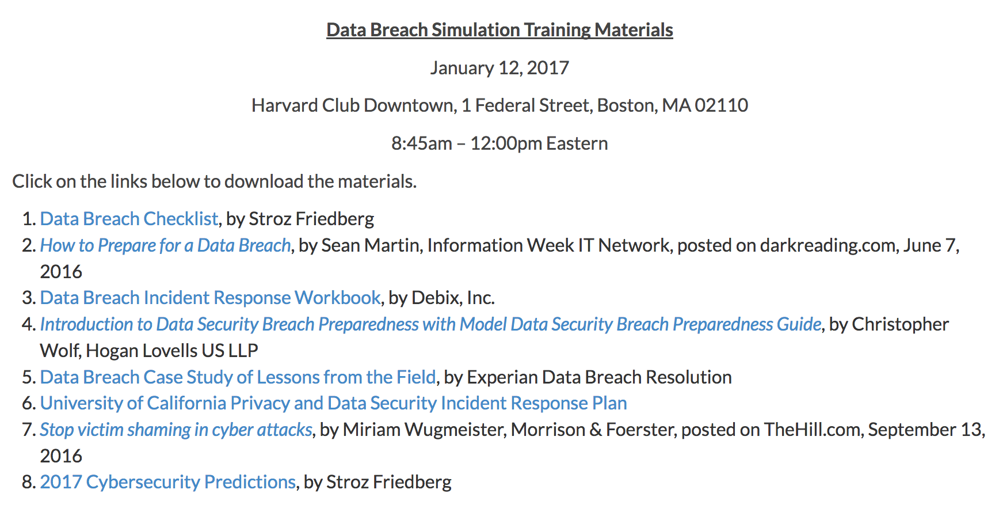 Data Breach Simulation Training Materials
January 12, 2017
Harvard Club Downtown, 1 Federal Street, Boston, MA 02110
8:45am – 12:00pm Eastern
Click on the links below to download the materials.
1. Data Breach Checklist, by Stroz Friedberg
2. How to Prepare for a Data Breach, by Sean Martin, Information Week IT Network, posted on darkreading.com, June 7,
2016
3. Data Breach Incident Response Workbook, by Debix, Inc.
4. Introduction to Data Security Breach Preparedness with Model Data Security Breach Preparedness Guide, by Christopher
Wolf, Hogan Lovells US LLP
5. Data Breach Case Study of Lessons from the Field, by Experian Data Breach Resolution
6. University of California Privacy and Data Security Incident Response Plan
7. Stop victim shaming in cyber attacks, by Miriam Wugmeister, Morrison & Foerster, posted on TheHill.com, September 13,
2016
8. 2017 Cybersecurity Predictions, by Stroz Friedberg